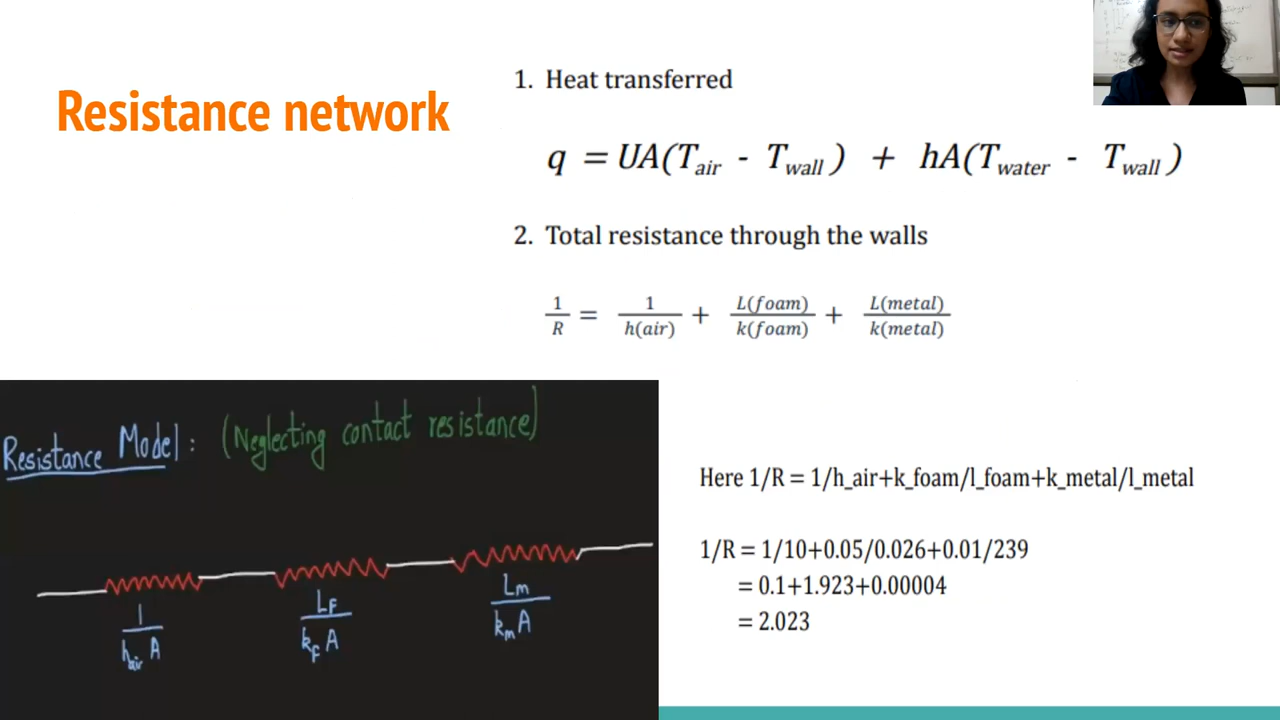 Resistance network
1. Heat transferred
q = UA(T_air - T_wall) + hA(T_water - T_wall)
2. Total resistance through the walls
1/R = 1/h(air) + L(foam)/k(foam) + L(metal)/k(metal)
Resistance Model: (Neglecting contact resistance)
1/h_air A L_F/k_F A L_m/k_m A
Here 1/R = 1/h_air+k_foam/l_foam+k_metal/l_metal
1/R = 1/10+0.05/0.026+0.01/239
= 0.1+1.923+0.00004
= 2.023